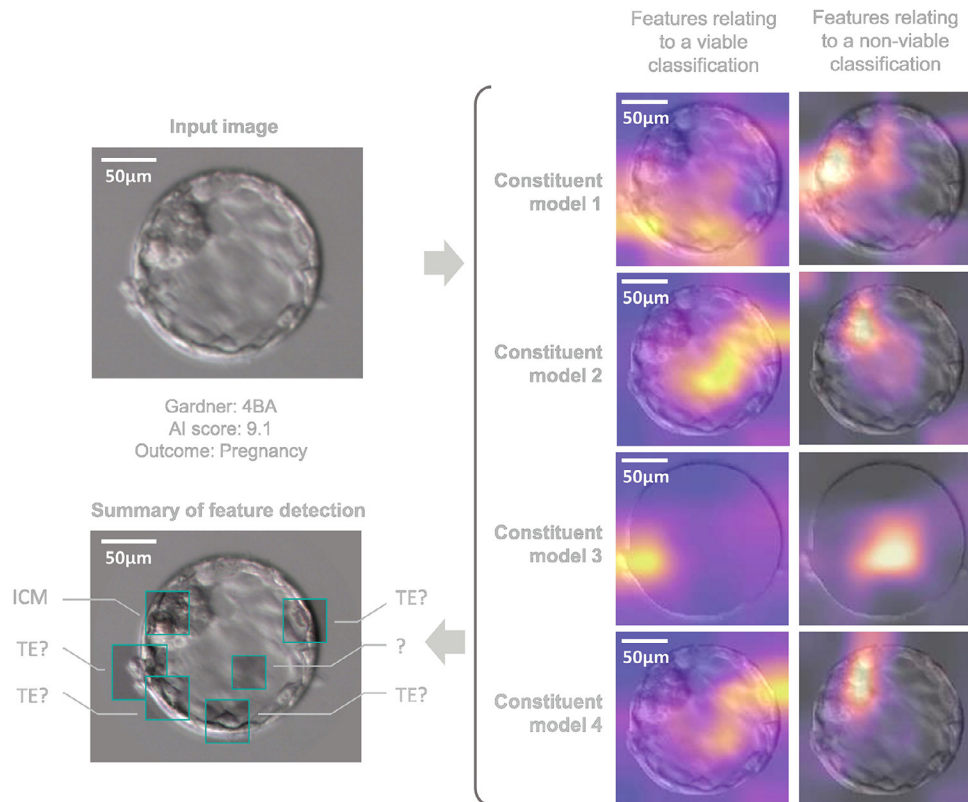 Features relating
to a viable
classification
Features relating
to a non-viable
classification
Input image
50µm
Gardner: 4BA
AI score: 9.1
Outcome: Pregnancy
Constituent
model 1
50µm
Constituent
model 2
50µm
Constituent
model 3
50µm
Constituent
model 4
50µm
Summary of feature detection
50µm
ICM
TE?
TE?
TE?
?
TE?